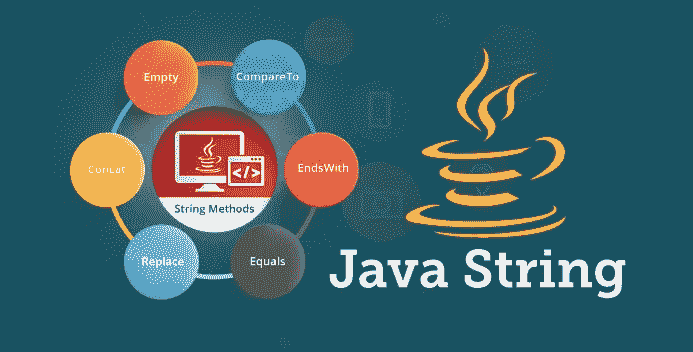 Empty
CompareTo
Concat
EndsWith
</>
String Methods
Replace
Equals
Java String